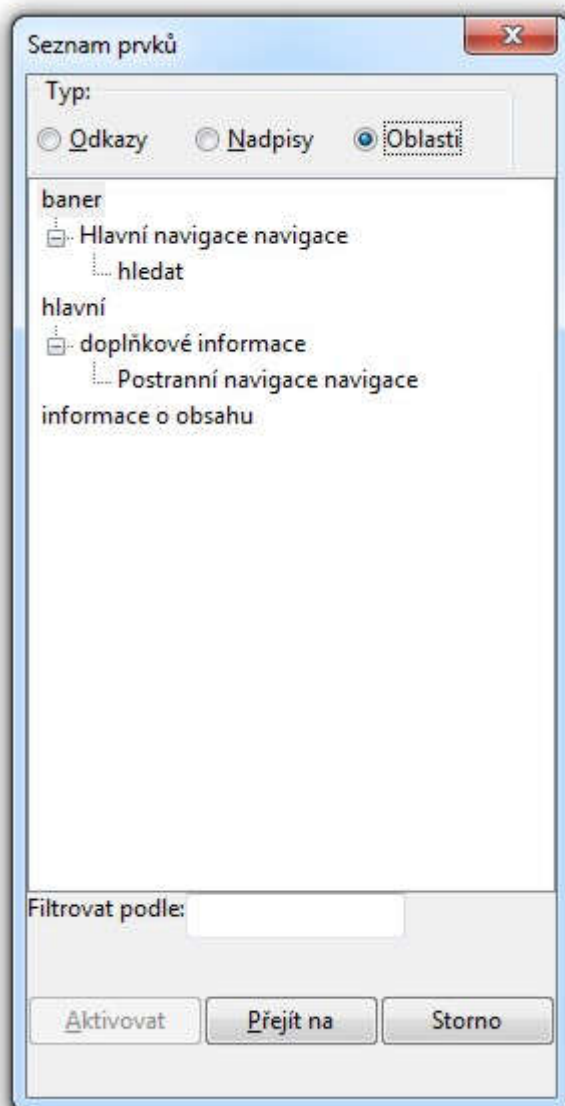 Seznam prvků
Typ:
Odkazy Nadpisy Oblasti
baner
Hlavní navigace navigace
hledat
hlavní
doplňkové informace
Postranní navigace navigace
informace o obsahu
Filtrovat podle:
Aktivovat Přejít na Storno